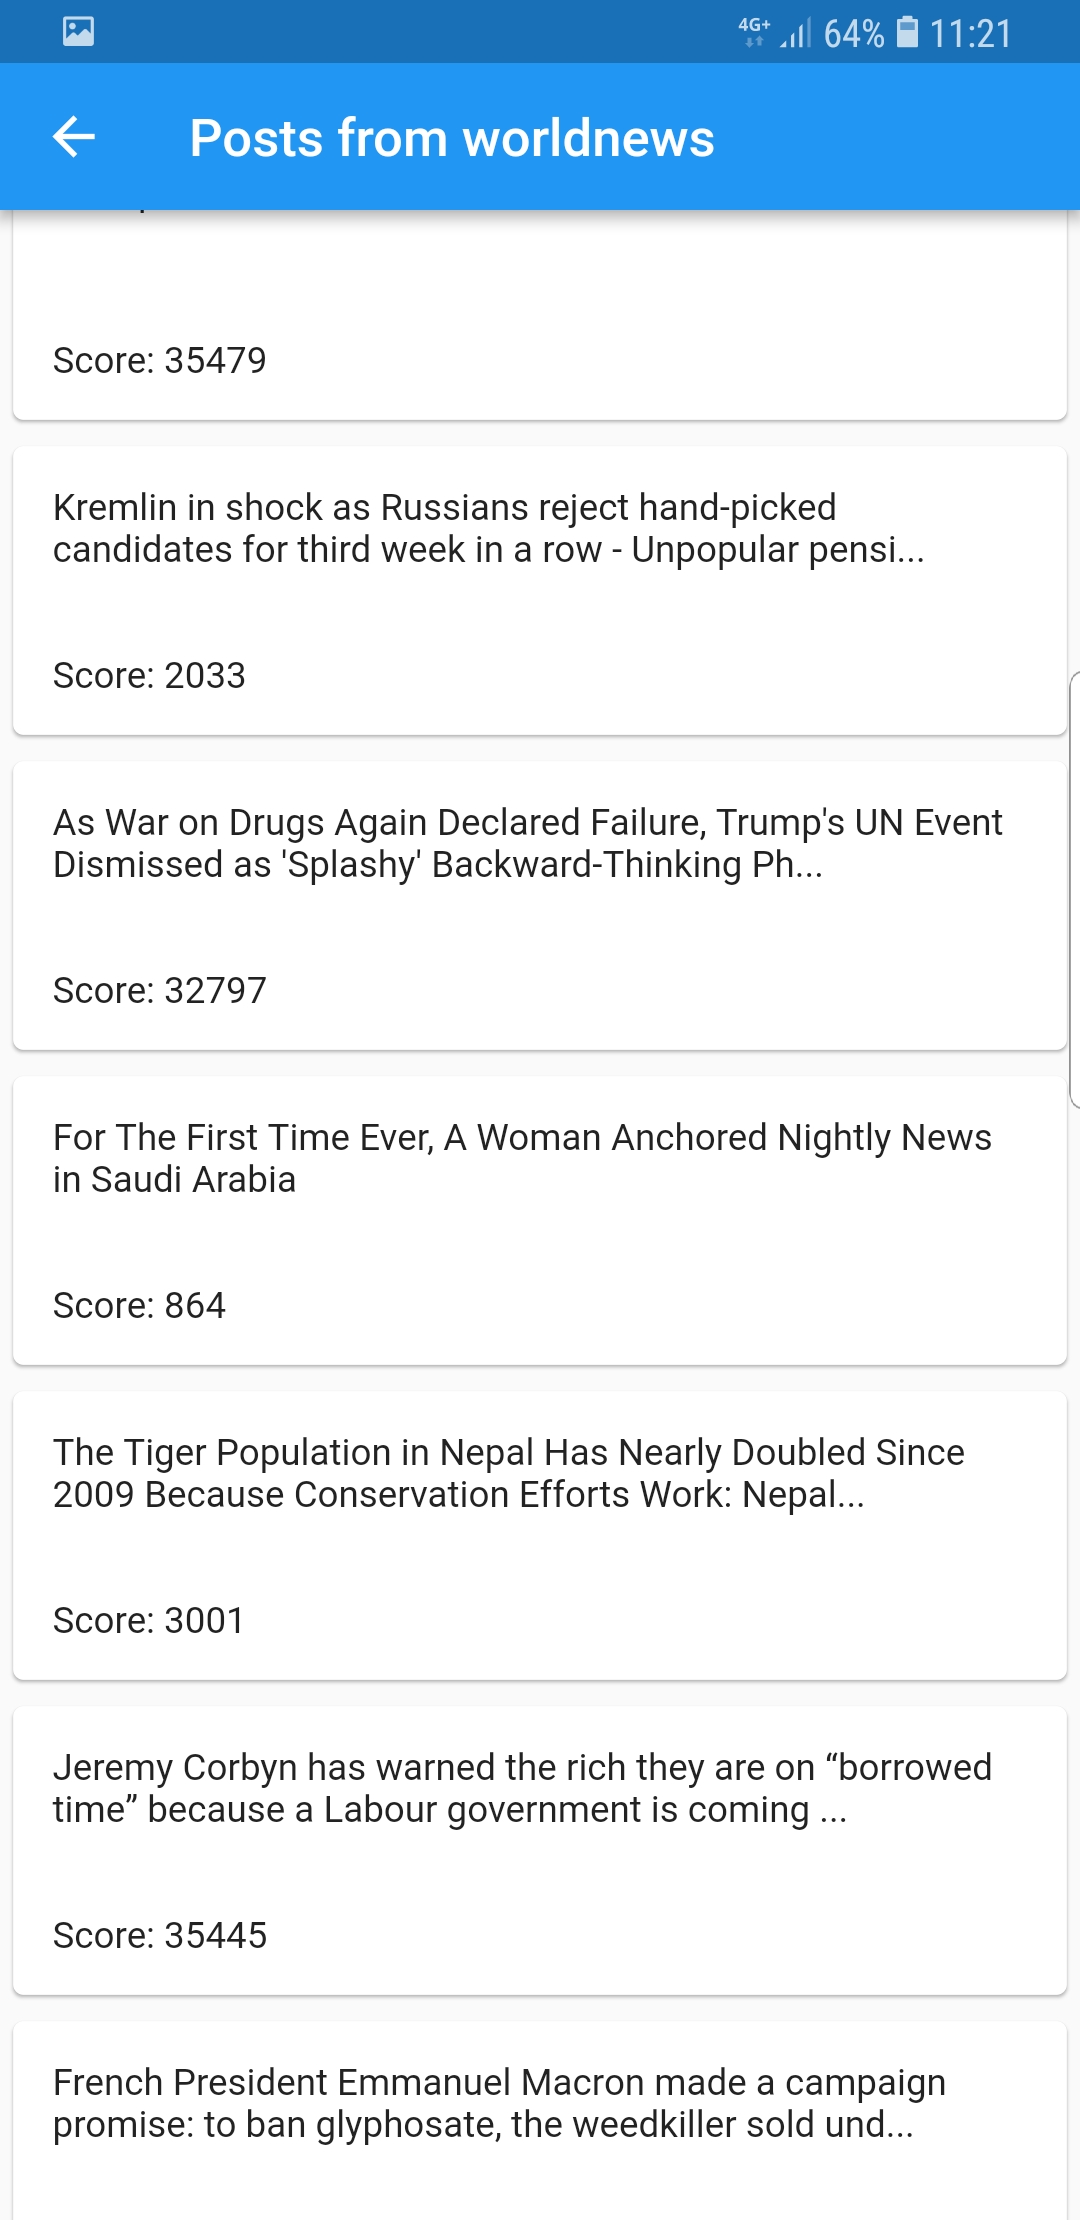 4G+ 64% 11:21
Posts from worldnews
Score: 35479
Kremlin in shock as Russians reject hand-picked
candidates for third week in a row - Unpopular pensi...
Score: 2033
As War on Drugs Again Declared Failure, Trump's UN Event
Dismissed as 'Splashy' Backward-Thinking Ph...
Score: 32797
For The First Time Ever, A Woman Anchored Nightly News
in Saudi Arabia
Score: 864
The Tiger Population in Nepal Has Nearly Doubled Since
2009 Because Conservation Efforts Work: Nepal...
Score: 3001
Jeremy Corbyn has warned the rich they are on “borrowed
time” because a Labour government is coming ...
Score: 35445
French President Emmanuel Macron made a campaign
promise: to ban glyphosate, the weedkiller sold und...